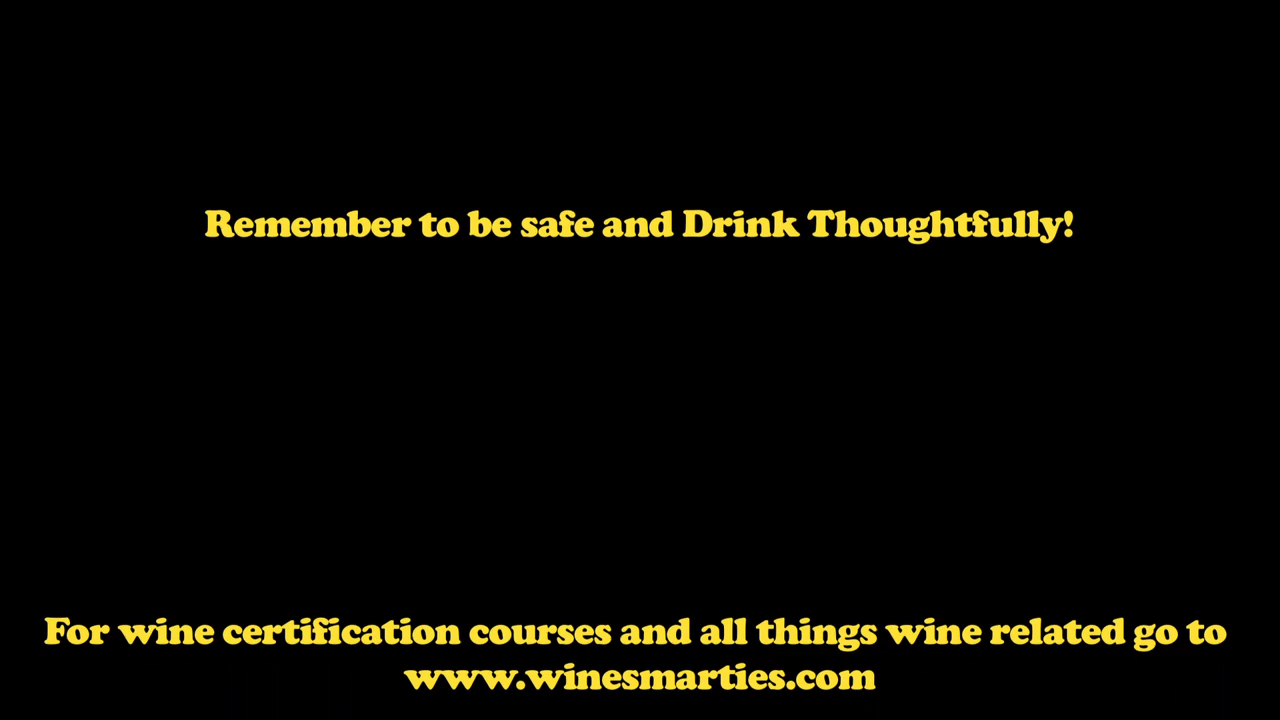 Remember to be safe and Drink Thoughtfully!
For wine certification courses and all things wine related go to
www.winesmarties.com